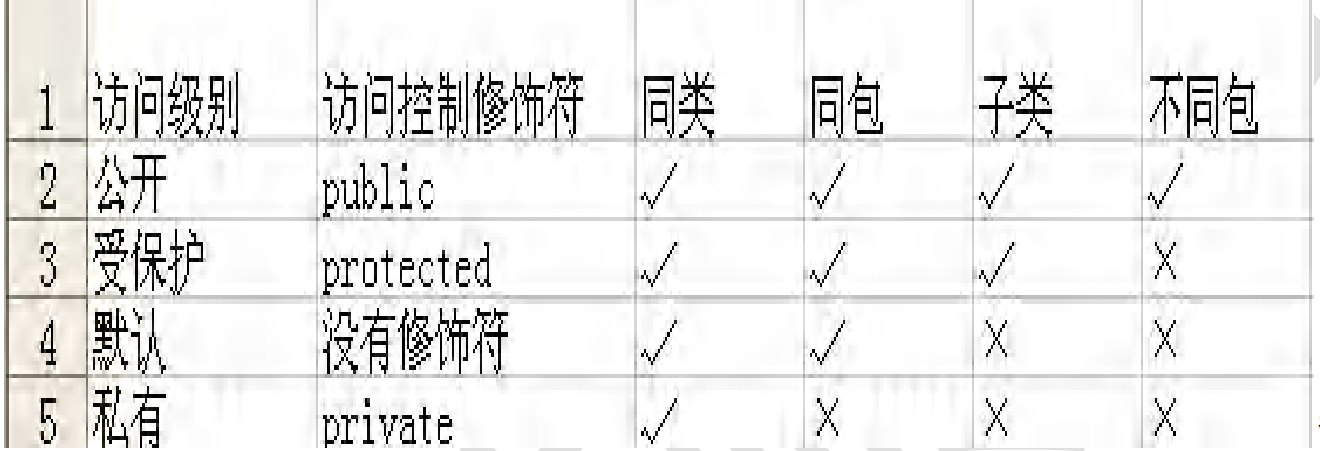 1 访问级别 访问控制修饰符 同类 同包 子类 不同包
2 公开 public ✓ ✓ ✓ ✓
3 受保护 protected ✓ ✓ ✓ ×
4 默认 没有修饰符 ✓ ✓ × ×
5 私有 private ✓ × × ×